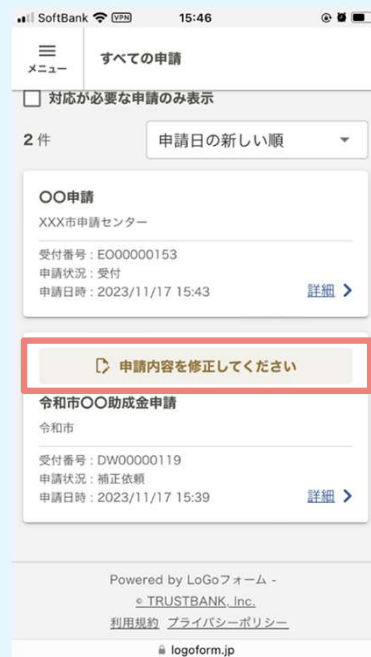 SoftBank VPN 15:46
メニュー
すべての申請
対応が必要な申請のみ表示
2 件
申請日の新しい順
〇〇申請
XXX市申請センター
受付番号 : EO00000153
申請状況 : 受付
申請日時 : 2023/11/17 15:43
詳細
申請内容を修正してください
令和市〇〇助成金申請
令和市
受付番号 : DW00000119
申請状況 : 補正依頼
申請日時 : 2023/11/17 15:39
詳細
Powered by LoGoフォーム -
© TRUSTBANK, Inc.
利用規約 プライバシーポリシー
logoform.jp